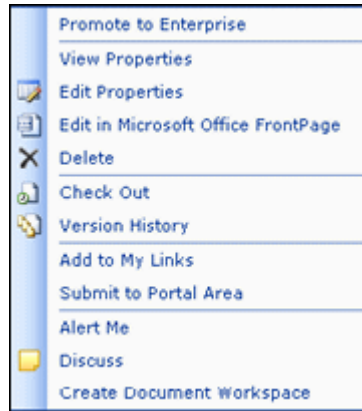 Promote to Enterprise
View Properties
Edit Properties
Edit in Microsoft Office FrontPage
Delete
Check Out
Version History
Add to My Links
Submit to Portal Area
Alert Me
Discuss
Create Document Workspace